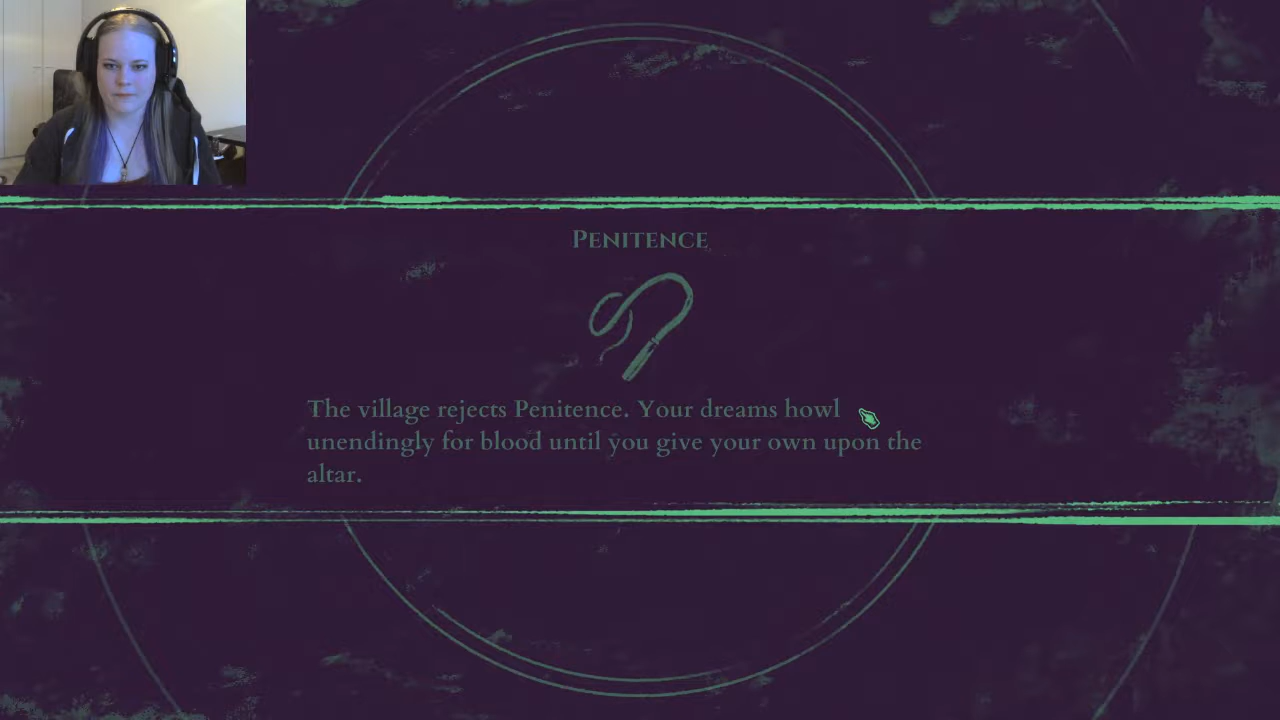 PENITENCE
The village rejects Penitence. Your dreams howl
unendingly for blood until you give your own upon the
altar.